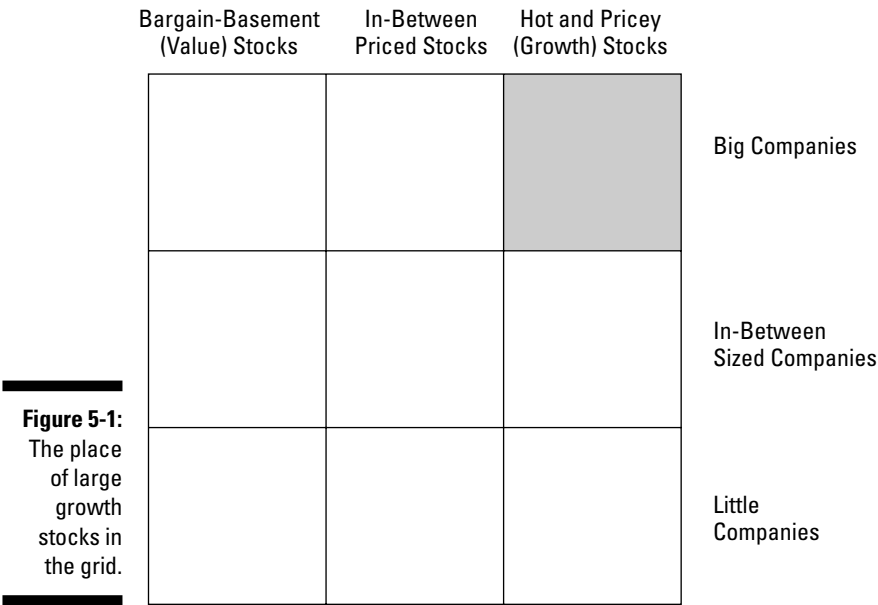 Bargain-Basement
(Value) Stocks
In-Between
Priced Stocks
Hot and Pricey
(Growth) Stocks
Big Companies
In-Between
Sized Companies
Little
Companies
Figure 5-1:
The place
of large
growth
stocks in
the grid.